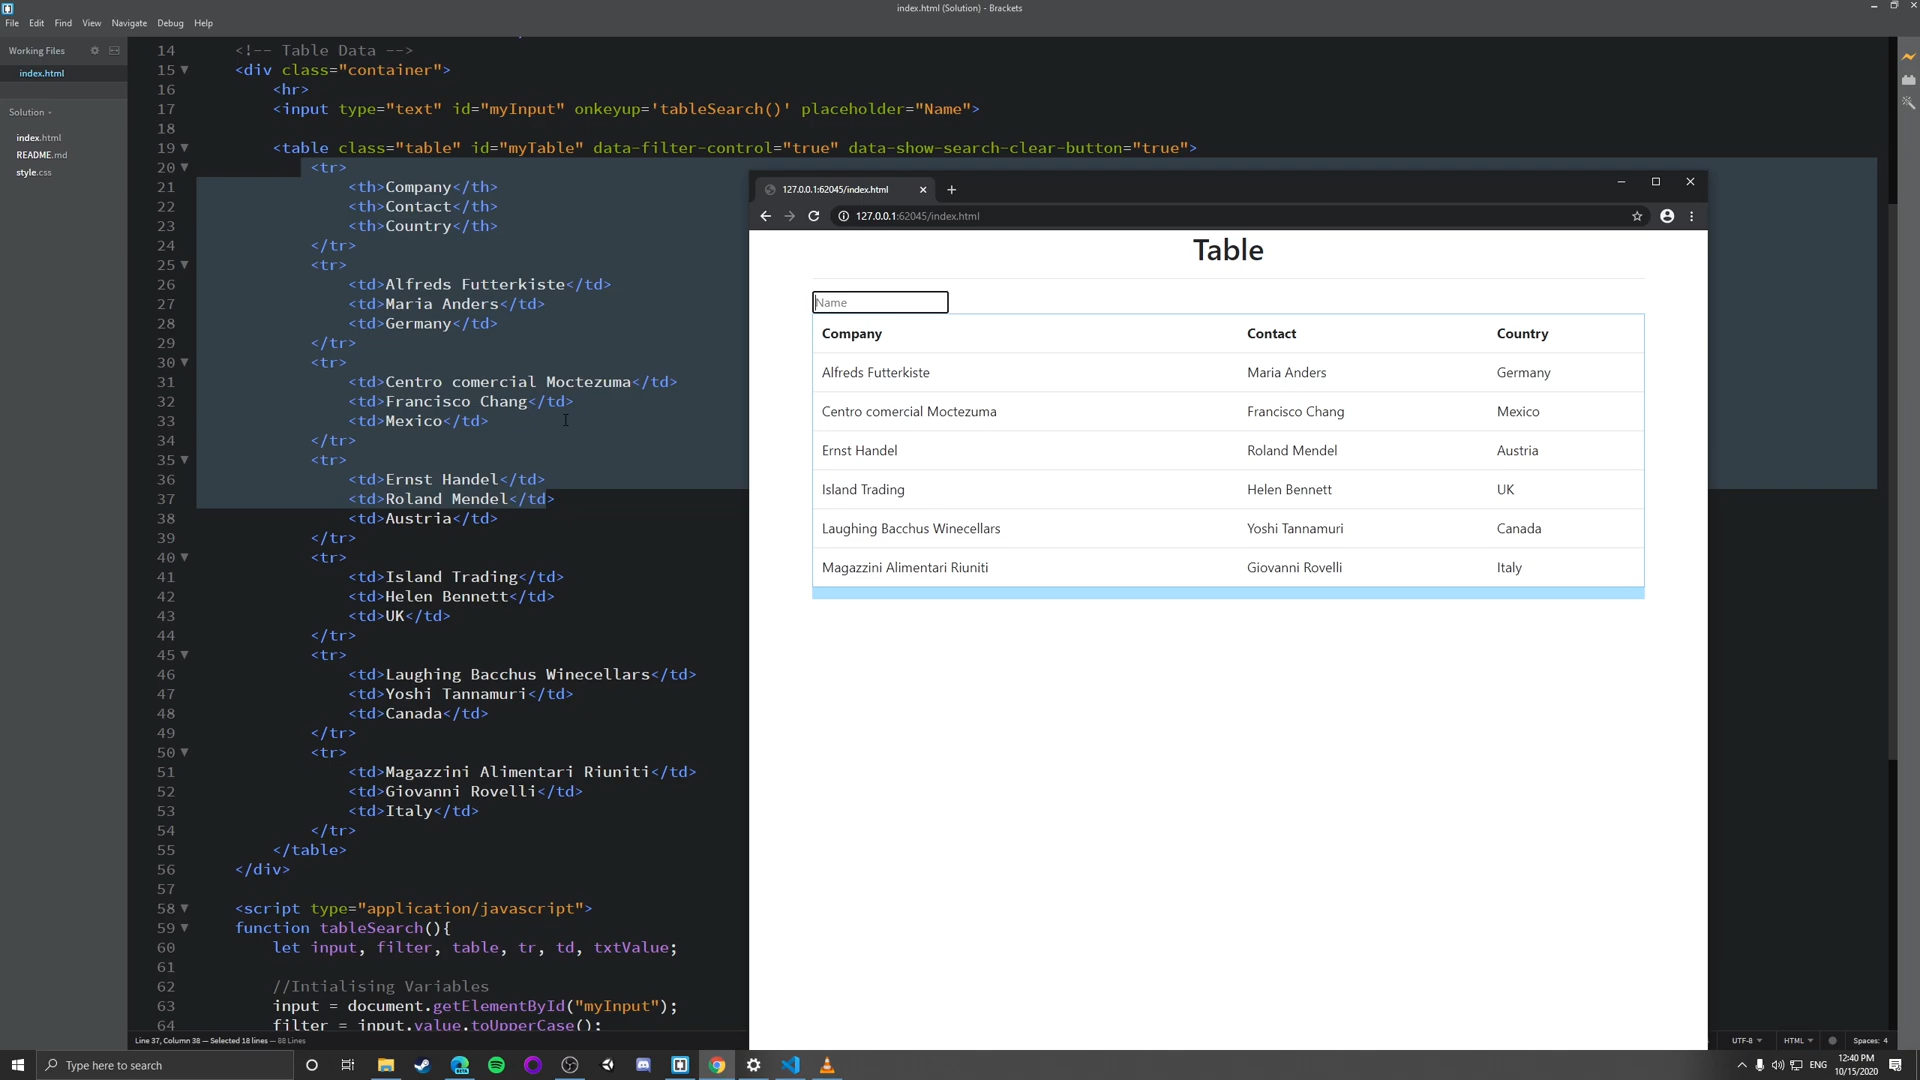 index.html (Solution) - Brackets
File Edit Find View Navigate Debug Help
Working Files
index.html
Solution
index.html
README.md
style.css
14 <!-- Table Data -->
15 <div class="container">
16 <hr>
17 <input type="text" id="myInput" onkeyup='tableSearch()' placeholder="Name">
18
19 <table class="table" id="myTable" data-filter-control="true" data-show-search-clear-button="true">
20 <tr>
21 <th>Company</th>
22 <th>Contact</th>
23 <th>Country</th>
24 </tr>
25 <tr>
26 <td>Alfreds Futterkiste</td>
27 <td>Maria Anders</td>
28 <td>Germany</td>
29 </tr>
30 <tr>
31 <td>Centro comercial Moctezuma</td>
32 <td>Francisco Chang</td>
33 <td>Mexico</td>
34 </tr>
35 <tr>
36 <td>Ernst Handel</td>
37 <td>Roland Mendel</td>
38 <td>Austria</td>
39 </tr>
40 <tr>
41 <td>Island Trading</td>
42 <td>Helen Bennett</td>
43 <td>UK</td>
44 </tr>
45 <tr>
46 <td>Laughing Bacchus Winecellars</td>
47 <td>Yoshi Tannamuri</td>
48 <td>Canada</td>
49 </tr>
50 <tr>
51 <td>Magazzini Alimentari Riuniti</td>
52 <td>Giovanni Rovelli</td>
53 <td>Italy</td>
54 </tr>
55 </table>
56 </div>
57
58 <script type="application/javascript">
59 function tableSearch(){
60 let input, filter, table, tr, td, txtValue;
61
62 //Intialising Variables
63 input = document.getElementById("myInput");
64 filter = input.value.toUpperCase();
127.0.0.1:62045/index.html
127.0.0.1:62045/index.html
Table
Name
Company Contact Country
Alfreds Futterkiste Maria Anders Germany
Centro comercial Moctezuma Francisco Chang Mexico
Ernst Handel Roland Mendel Austria
Island Trading Helen Bennett UK
Laughing Bacchus Winecellars Yoshi Tannamuri Canada
Magazzini Alimentari Riuniti Giovanni Rovelli Italy
Line 37, Column 38 — Selected 18 lines — 88 Lines
UTF-8 HTML Spaces: 4
Type here to search
ENG
12:40 PM
10/15/2020